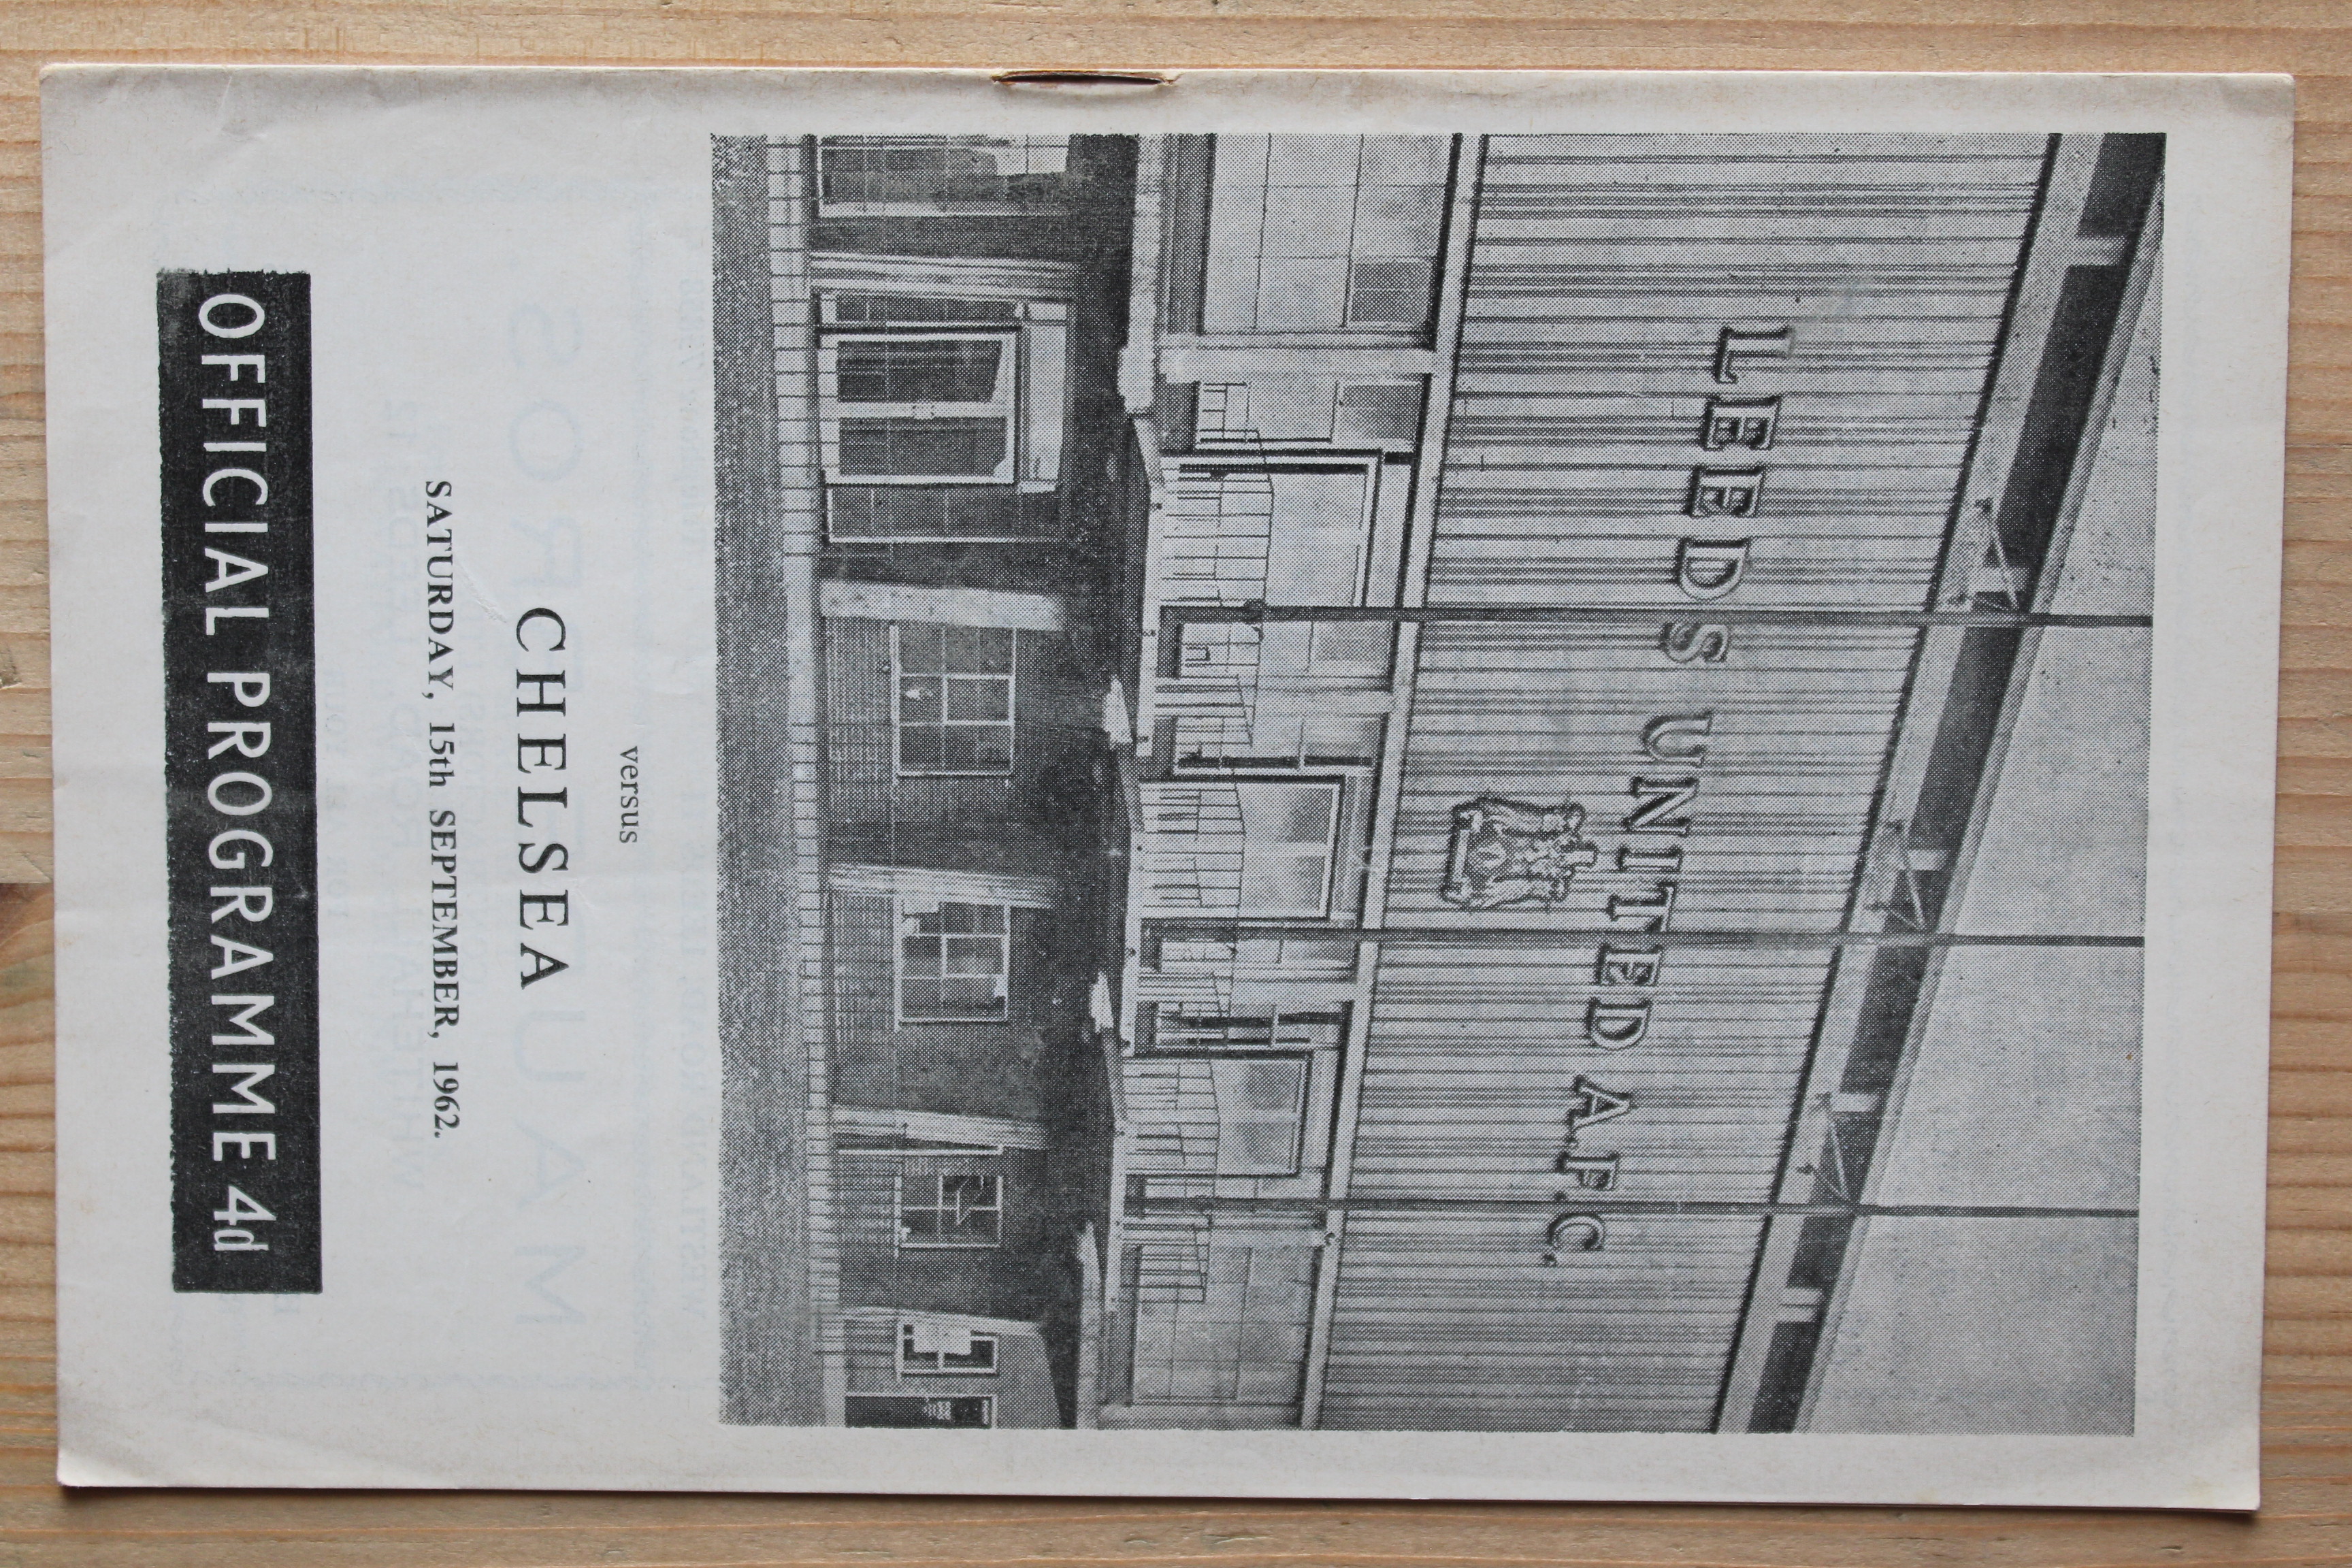 LEEDS UNITED A.F.C.
versus
CHELSEA
SATURDAY, 15th SEPTEMBER, 1962.
OFFICIAL PROGRAMME 4d